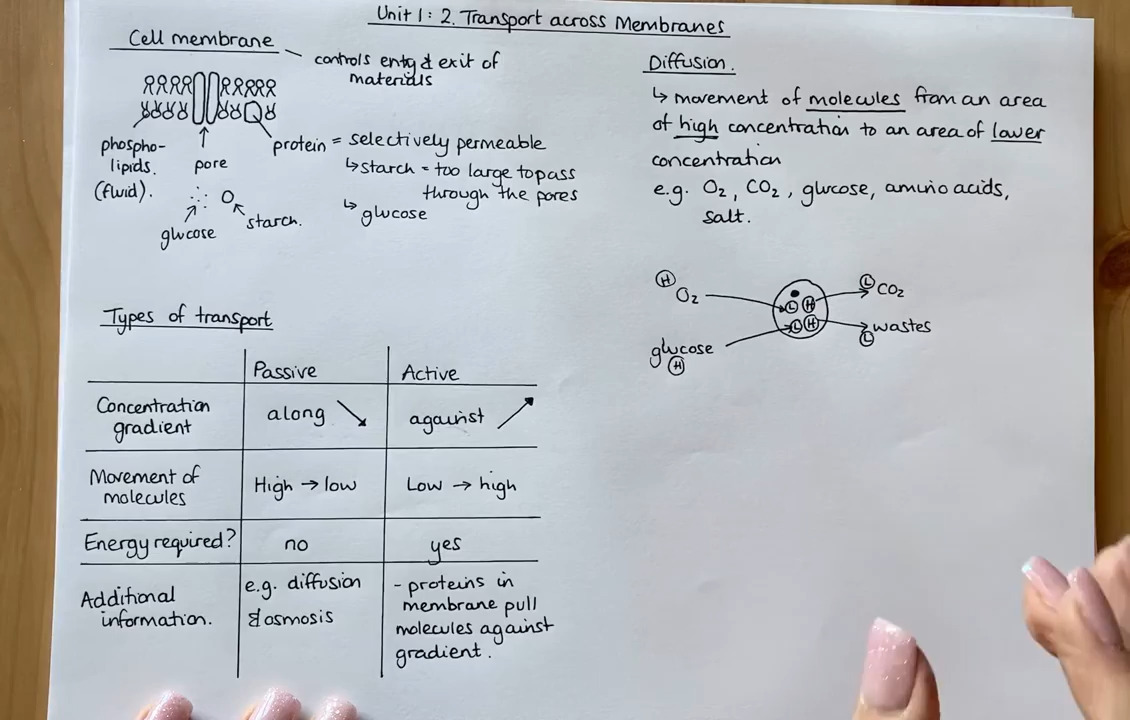 Unit 1: 2. Transport across Membranes
Cell membrane
controls entry & exit of
materials
phospho-
lipids.
(fluid).
pore
protein = selectively permeable
↳ starch = too large to pass
through the pores
↳ glucose
glucose
starch.
Types of transport
Passive
Active
Concentration
gradient
along ↘
against ↗
Movement of
molecules
High → low
Low → high
Energy required?
no
yes
Additional
information.
e.g. diffusion
& osmosis
- proteins in
membrane pull
molecules against
gradient.
Diffusion.
↳ movement of molecules from an area
of high concentration to an area of lower
concentration
e.g. O₂, CO₂, glucose, amino acids,
salt.
H
O₂
L
CO₂
L H
L H
glucose
H
wastes
L